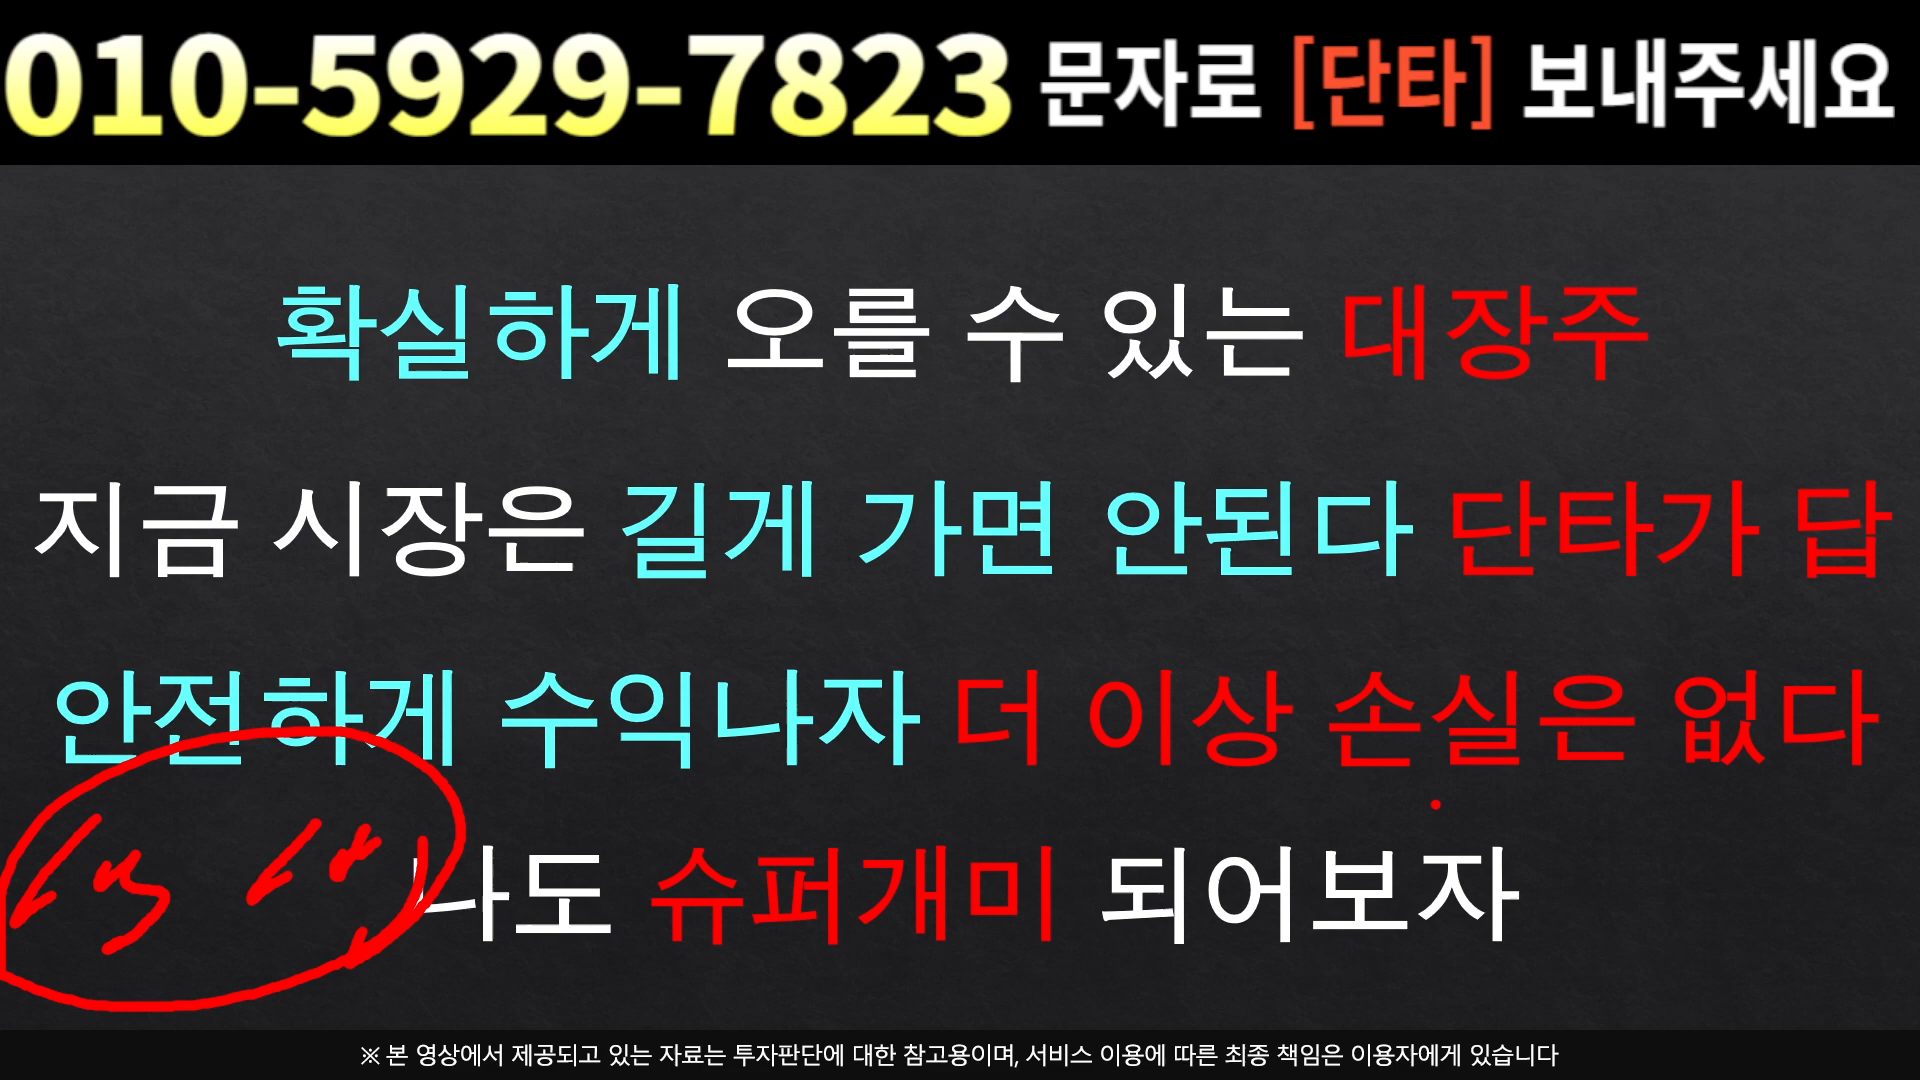 010-5929-7823 문자로 [단타] 보내주세요
확실하게 오를 수 있는 대장주
지금 시장은 길게 가면 안된다 단타가 답
안전하게 수익나자 더 이상 손실은 없다
나도 슈퍼개미 되어보자
※ 본 영상에서 제공되고 있는 자료는 투자판단에 대한 참고용이며, 서비스 이용에 따른 최종 책임은 이용자에게 있습니다